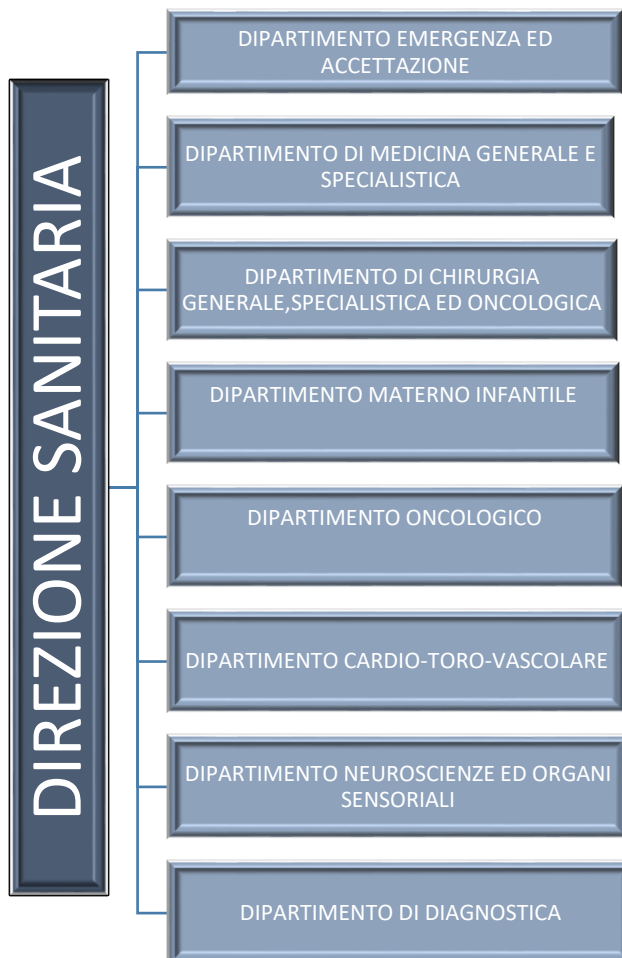 DIREZIONE SANITARIA
DIPARTIMENTO EMERGENZA ED
ACCETTAZIONE
DIPARTIMENTO DI MEDICINA GENERALE E
SPECIALISTICA
DIPARTIMENTO DI CHIRURGIA
GENERALE,SPECIALISTICA ED ONCOLOGICA
DIPARTIMENTO MATERNO INFANTILE
DIPARTIMENTO ONCOLOGICO
DIPARTIMENTO CARDIO-TORO-VASCOLARE
DIPARTIMENTO NEUROSCIENZE ED ORGANI
SENSORIALI
DIPARTIMENTO DI DIAGNOSTICA